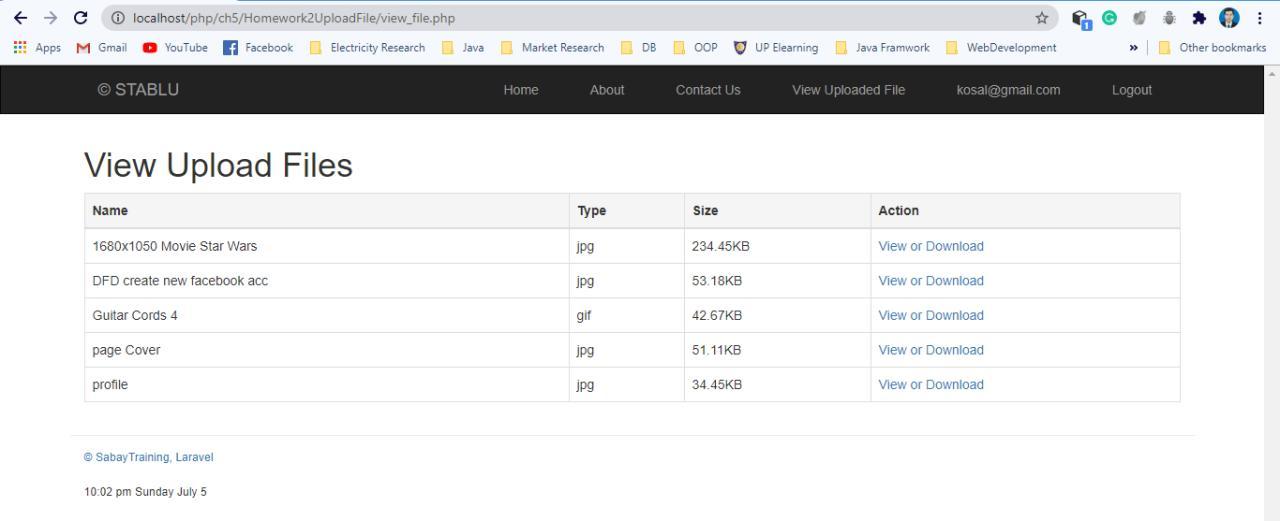 localhost/php/ch5/Homework2UploadFile/view_file.php
1
Apps Gmail YouTube Facebook Electricity Research Java Market Research DB OOP UP Elearning Java Framwork WebDevelopment » Other bookmarks
© STABLU Home About Contact Us View Uploaded File kosal@gmail.com Logout
View Upload Files
Name Type Size Action
1680x1050 Movie Star Wars jpg 234.45KB View or Download
DFD create new facebook acc jpg 53.18KB View or Download
Guitar Cords 4 gif 42.67KB View or Download
page Cover jpg 51.11KB View or Download
profile jpg 34.45KB View or Download
© SabayTraining, Laravel
10:02 pm Sunday July 5